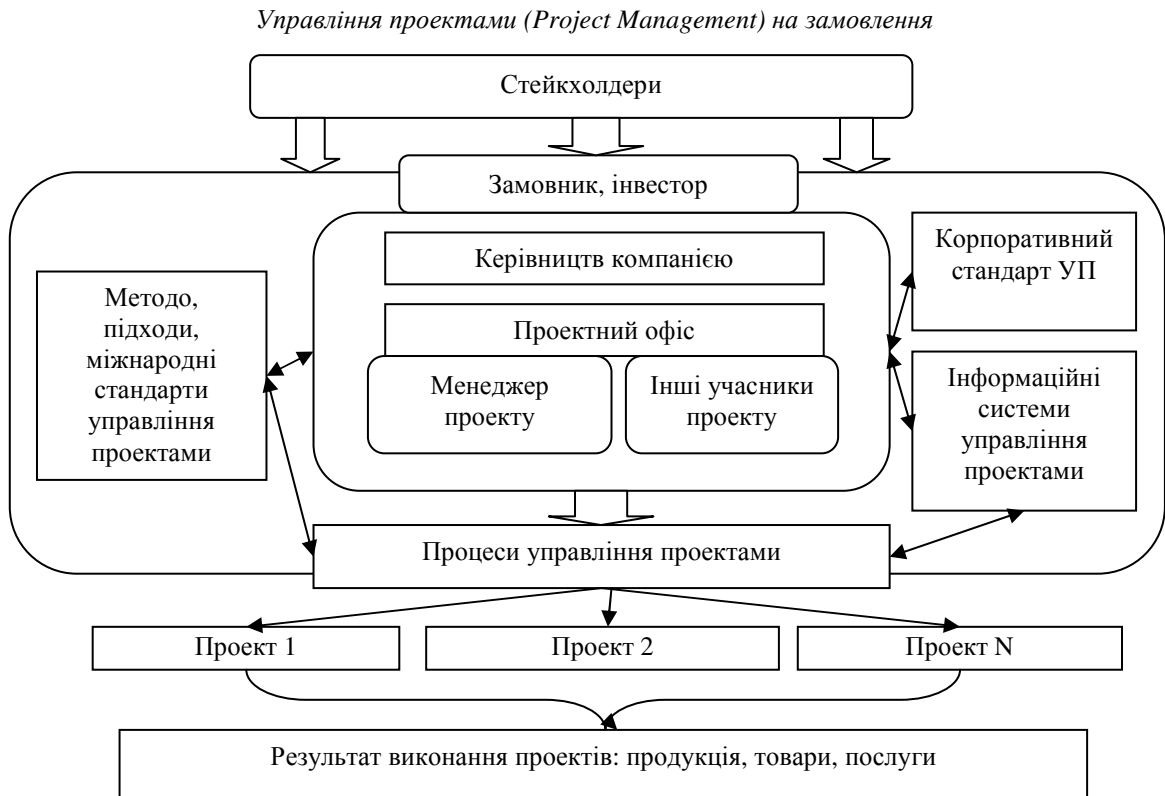 Управління проектами (Project Management) на замовлення
Стейкхолдери
Замовник, інвестор
Керівництв компанією
Проектний офіс
Менеджер
проекту
Інші учасники
проекту
Методо,
підходи,
міжнародні
стандарти
управління
проектами
Корпоративний
стандарт УП
Інформаційні
системи
управління
проектами
Процеси управління проектами
Проект 1
Проект 2
Проект N
Результат виконання проектів: продукція, товари, послуги